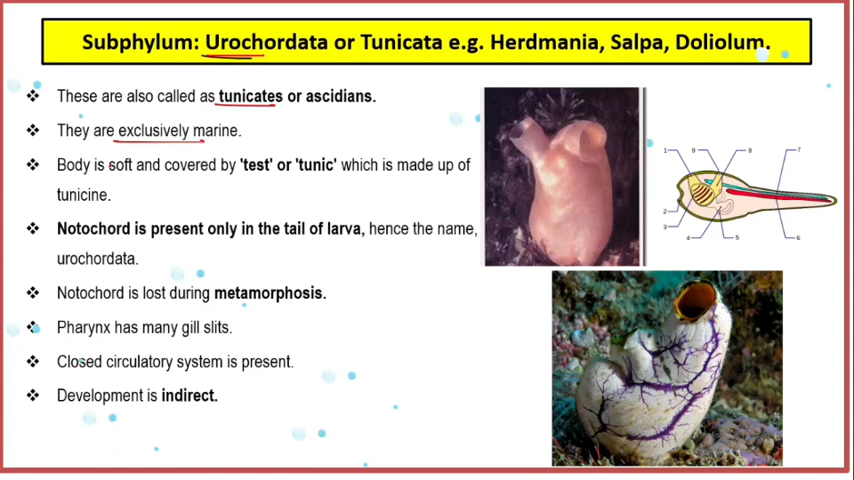 Subphylum: Urochordata or Tunicata e.g. Herdmania, Salpa, Doliolum.
❖ These are also called as tunicates or ascidians.
❖ They are exclusively marine.
❖ Body is soft and covered by 'test' or 'tunic' which is made up of
tunicine.
❖ Notochord is present only in the tail of larva, hence the name,
urochordata.
❖ Notochord is lost during metamorphosis.
❖ Pharynx has many gill slits.
❖ Closed circulatory system is present.
❖ Development is indirect.
1 9 8 7
2
3
4 5 6